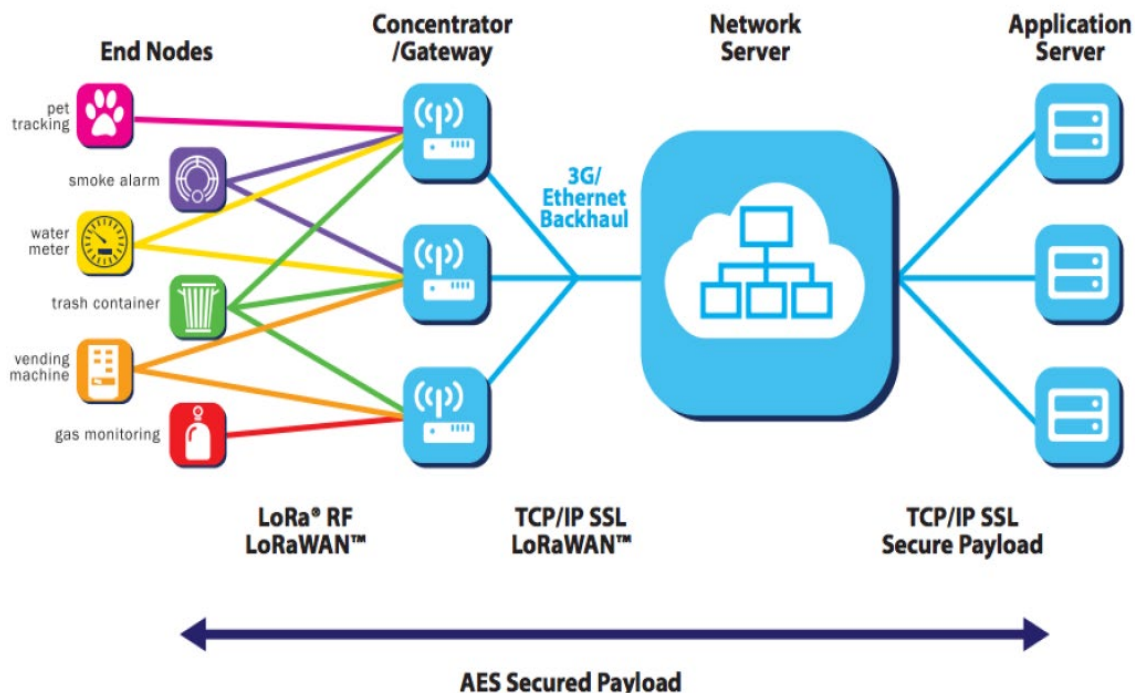 End Nodes
Concentrator
/Gateway
Network
Server
Application
Server
pet
tracking
smoke alarm
water
meter
trash container
vending
machine
gas monitoring
3G/
Ethernet
Backhaul
LoRa® RF
LoRaWAN™
TCP/IP SSL
LoRaWAN™
TCP/IP SSL
Secure Payload
AES Secured Payload